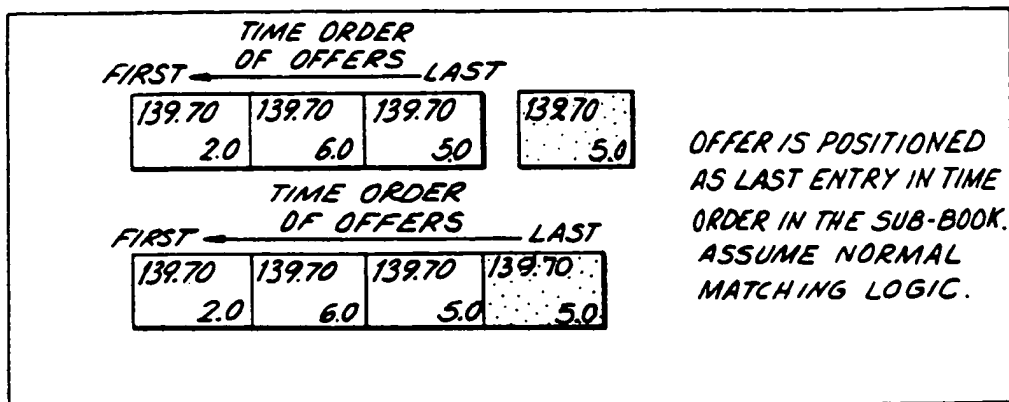 TIME ORDER
OF OFFERS
FIRST LAST
139.70 139.70 139.70 139.70
2.0 6.0 5.0 5.0
TIME ORDER
OF OFFERS
FIRST LAST
139.70 139.70 139.70 139.70
2.0 6.0 5.0 5.0
OFFER IS POSITIONED
AS LAST ENTRY IN TIME
ORDER IN THE SUB-BOOK.
ASSUME NORMAL
MATCHING LOGIC.